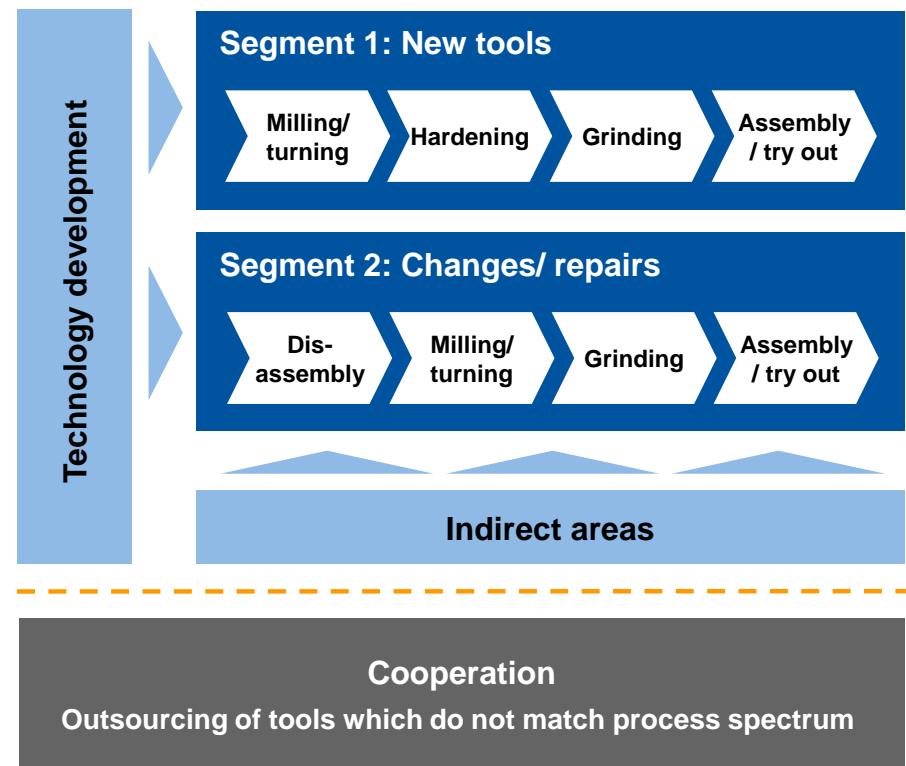 Technology development
Segment 1: New tools
Milling/
turning
Hardening
Grinding
Assembly
/ try out
Segment 2: Changes/ repairs
Dis-
assembly
Milling/
turning
Grinding
Assembly
/ try out
Indirect areas
Cooperation
Outsourcing of tools which do not match process spectrum